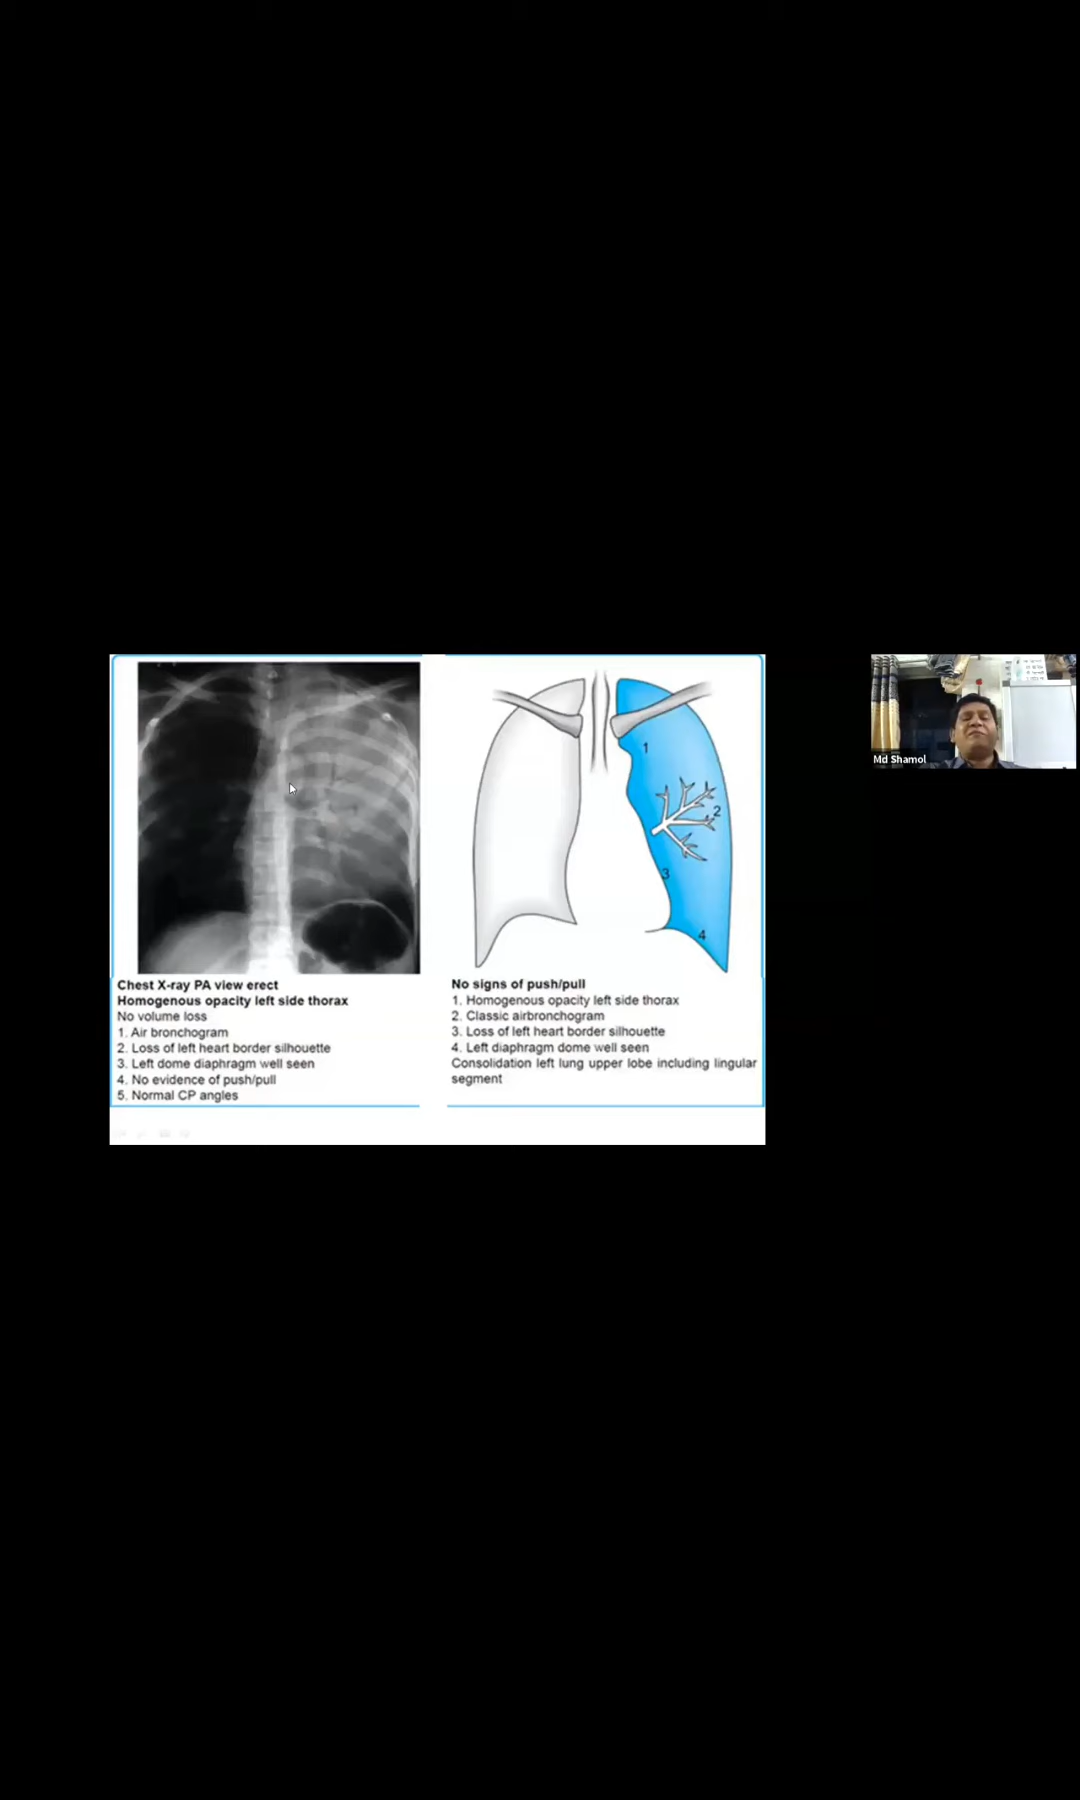 Chest X-ray PA view erect
Homogenous opacity left side thorax
No volume loss
1. Air bronchogram
2. Loss of left heart border silhouette
3. Left dome diaphragm well seen
4. No evidence of push/pull
5. Normal CP angles
1
2
3
4
No signs of push/pull
1. Homogenous opacity left side thorax
2. Classic airbronchogram
3. Loss of left heart border silhouette
4. Left diaphragm dome well seen
Consolidation left lung upper lobe including lingular
segment
Md Shamol